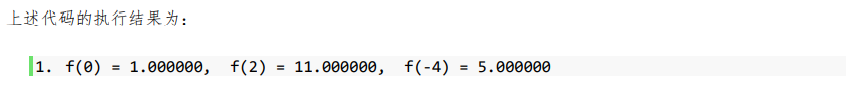 上述代码的执行结果为：
1. f(0) = 1.000000,  f(2) = 11.000000,  f(-4) = 5.000000